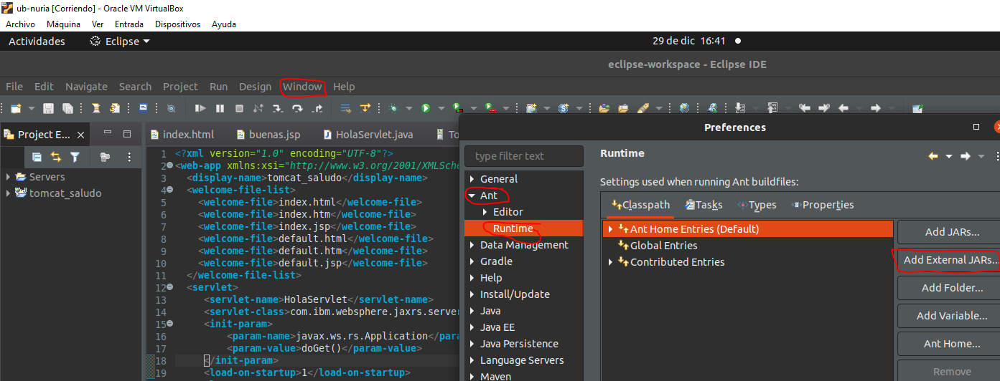 ub-nuria [Corriendo] - Oracle VM VirtualBox
Archivo Máquina Ver Entrada Dispositivos Ayuda
Actividades Eclipse 29 de dic 16:41
eclipse-workspace - Eclipse IDE
File Edit Navigate Search Project Run Design Window Help
Project E...
index.html buenas.jsp HolaServlet.java To
Servers
tomcat_saludo
1 <?xml version="1.0" encoding="UTF-8"?>
2 <web-app xmlns:xsi="http://www.w3.org/2001/XMLSche
3 <display-name>tomcat_saludo</display-name>
4 <welcome-file-list>
5 <welcome-file>index.html</welcome-file>
6 <welcome-file>index.htm</welcome-file>
7 <welcome-file>index.jsp</welcome-file>
8 <welcome-file>default.html</welcome-file>
9 <welcome-file>default.htm</welcome-file>
10 <welcome-file>default.jsp</welcome-file>
11 </welcome-file-list>
12 <servlet>
13 <servlet-name>HolaServlet</servlet-name>
14 <servlet-class>com.ibm.websphere.jaxrs.server
15 <init-param>
16 <param-name>javax.ws.rs.Application</para
17 <param-value>doGet()</param-value>
18 </init-param>
19 <load-on-startup>1</load-on-startup>
Preferences
type filter text
General
Ant
Editor
Runtime
Data Management
Gradle
Help
Install/Update
Java
Java EE
Java Persistence
Language Servers
Maven
Runtime
Settings used when running Ant buildfiles:
Classpath Tasks Types Properties
Ant Home Entries (Default)
Global Entries
Contributed Entries
Add JARs...
Add External JARs...
Add Folder...
Add Variable...
Ant Home...
Remove